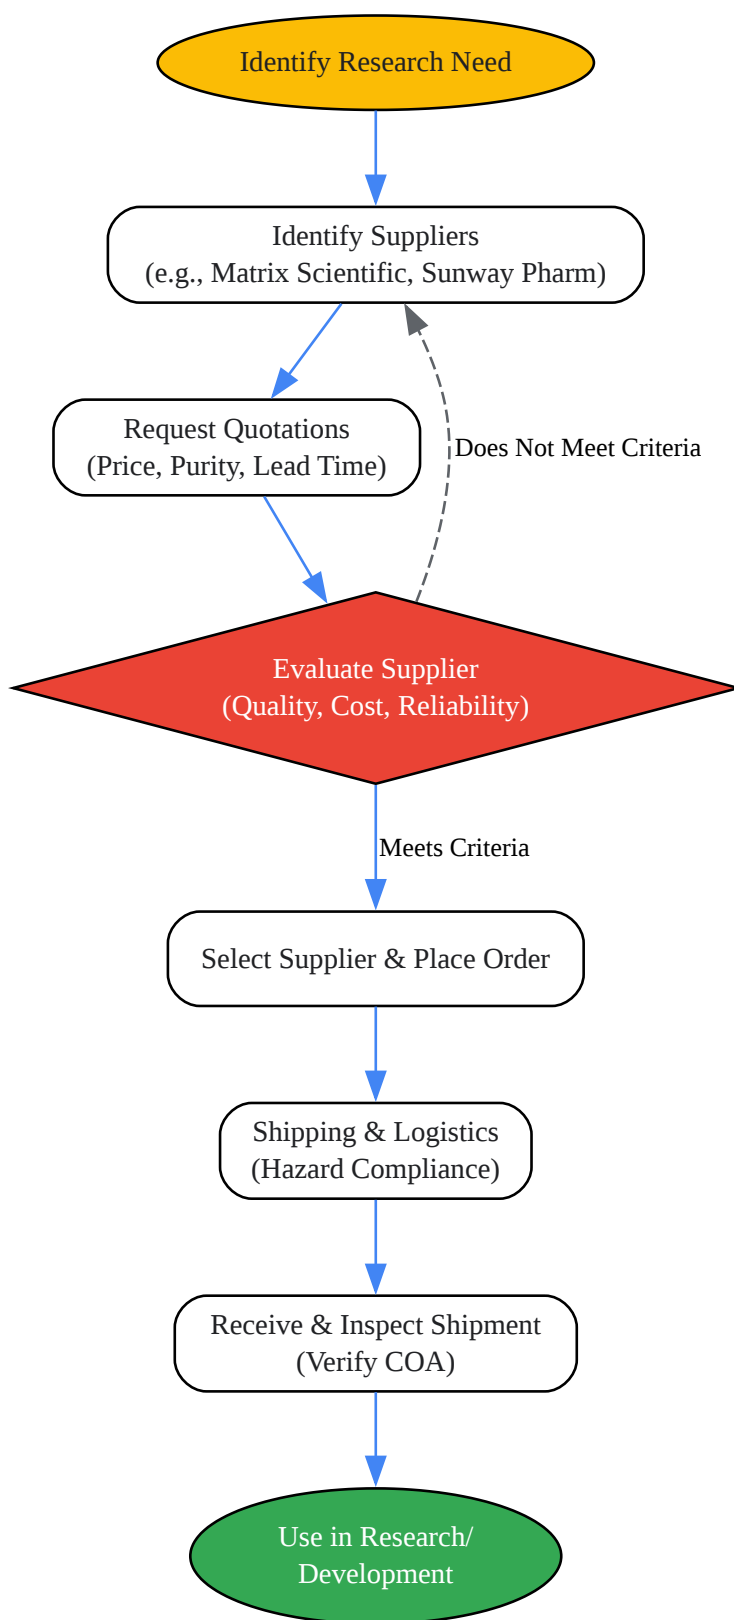 Identify Research Need
Identify Suppliers
(e.g., Matrix Scientific, Sunway Pharm)
Request Quotations
(Price, Purity, Lead Time)
Does Not Meet Criteria
Evaluate Supplier
(Quality, Cost, Reliability)
Meets Criteria
Select Supplier & Place Order
Shipping & Logistics
(Hazard Compliance)
Receive & Inspect Shipment
(Verify COA)
Use in Research/
Development